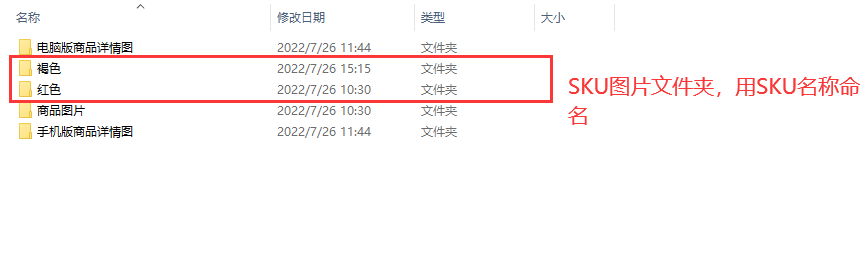 名称 修改日期 类型 大小
电脑版商品详情图 2022/7/26 11:44 文件夹
褐色 2022/7/26 15:15 文件夹
红色 2022/7/26 10:30 文件夹
商品图片 2022/7/26 10:30 文件夹
手机版商品详情图 2022/7/26 11:44 文件夹
SKU图片文件夹，用SKU名称命
名